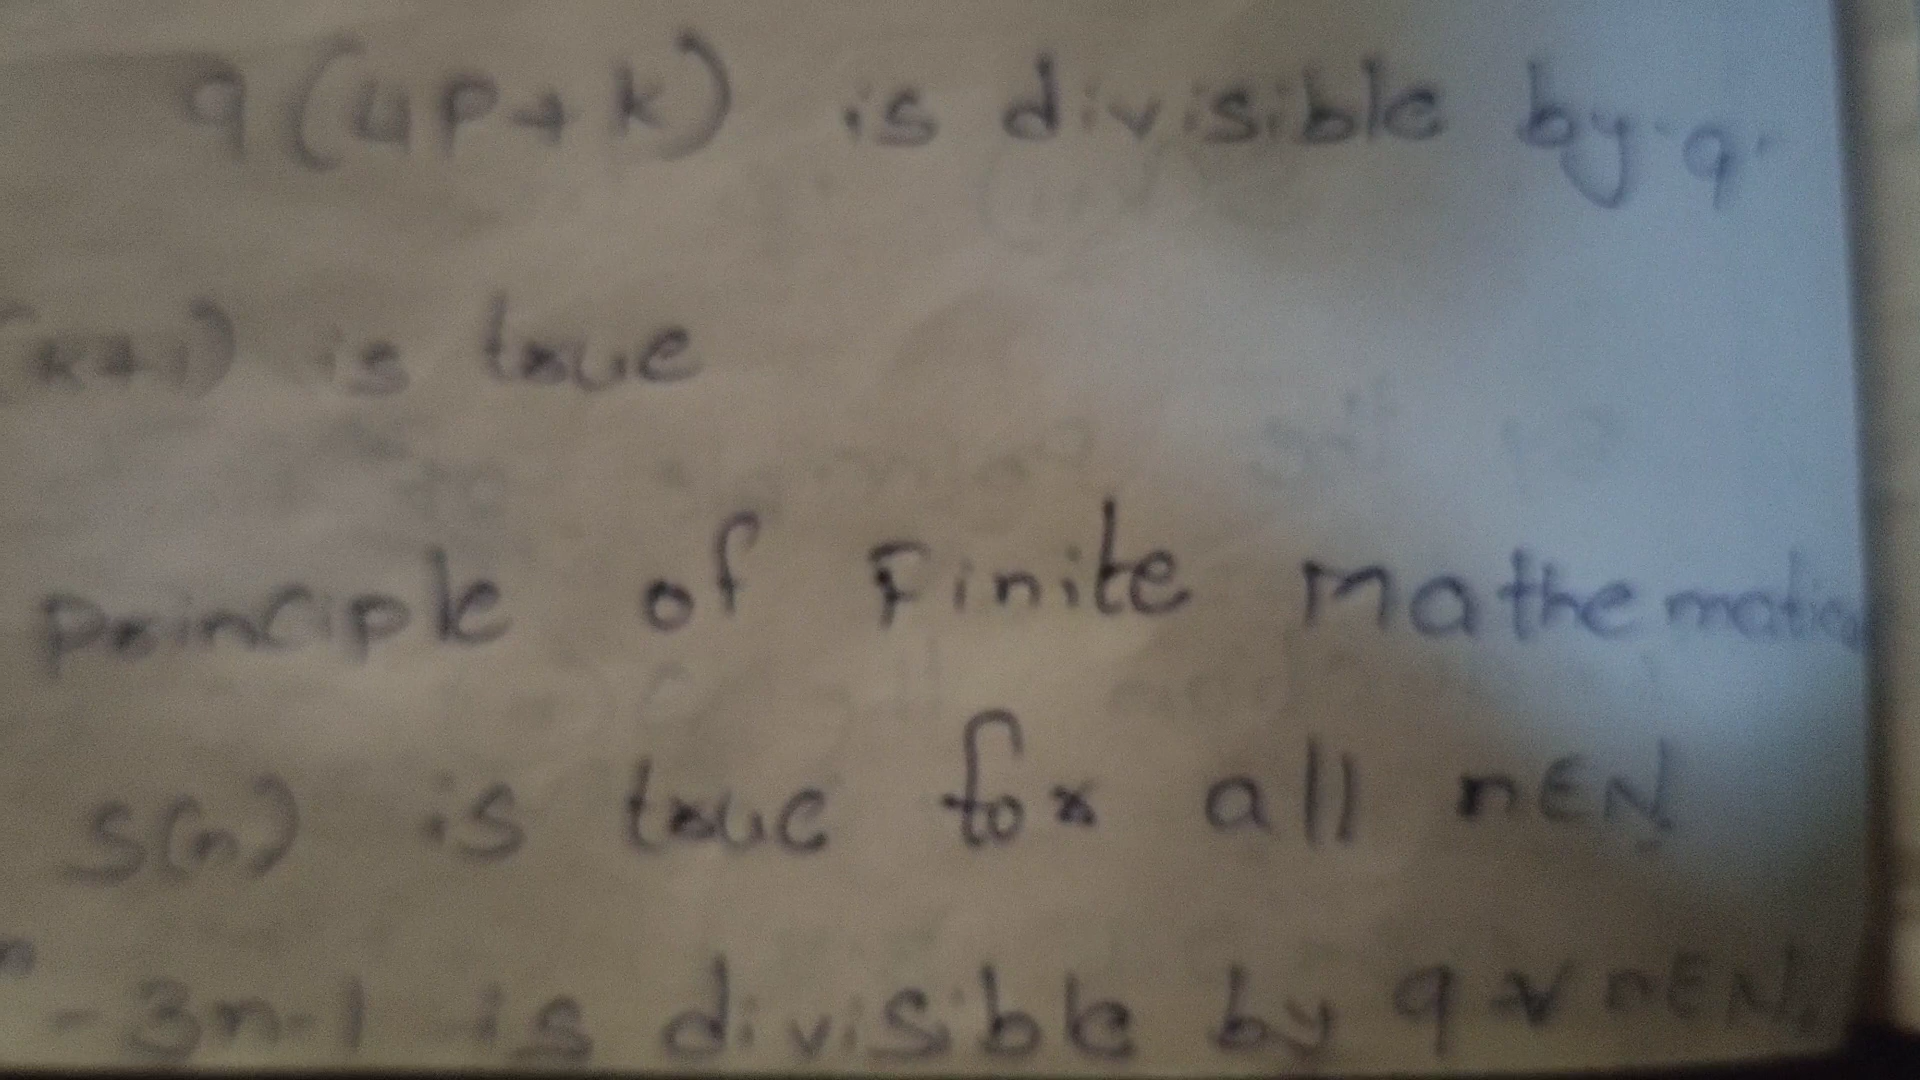 9(4P+k) is divisible by 9.
(k+1) is true
principle of Finite Mathematical
S(n) is true for all n∈N
-3n-1 is divisible by 9 ∀ n∈N.